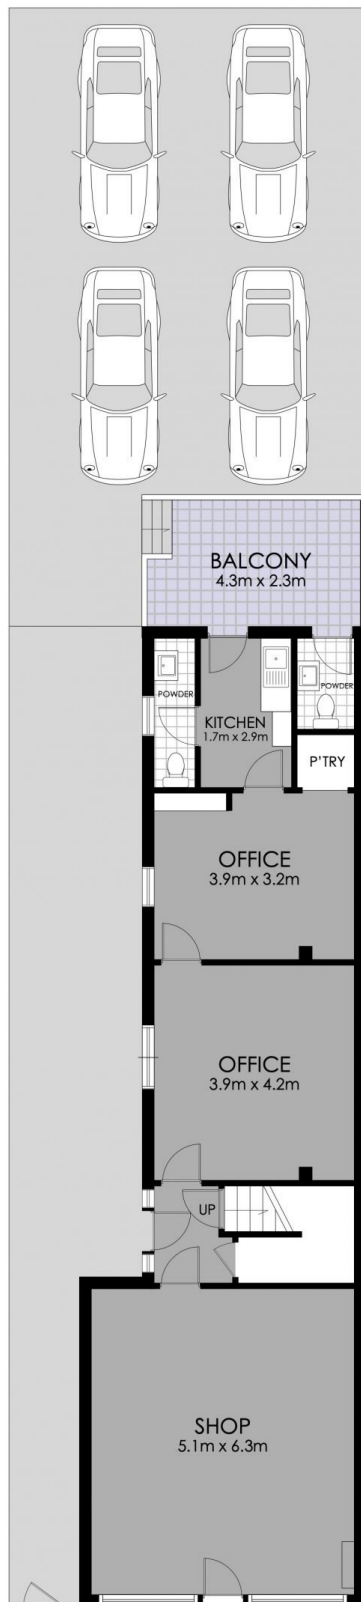 BALCONY
4.3m x 2.3m
POWDER
POWDER
KITCHEN
1.7m x 2.9m
P'TRY
OFFICE
3.9m x 3.2m
OFFICE
3.9m x 4.2m
UP
SHOP
5.1m x 6.3m